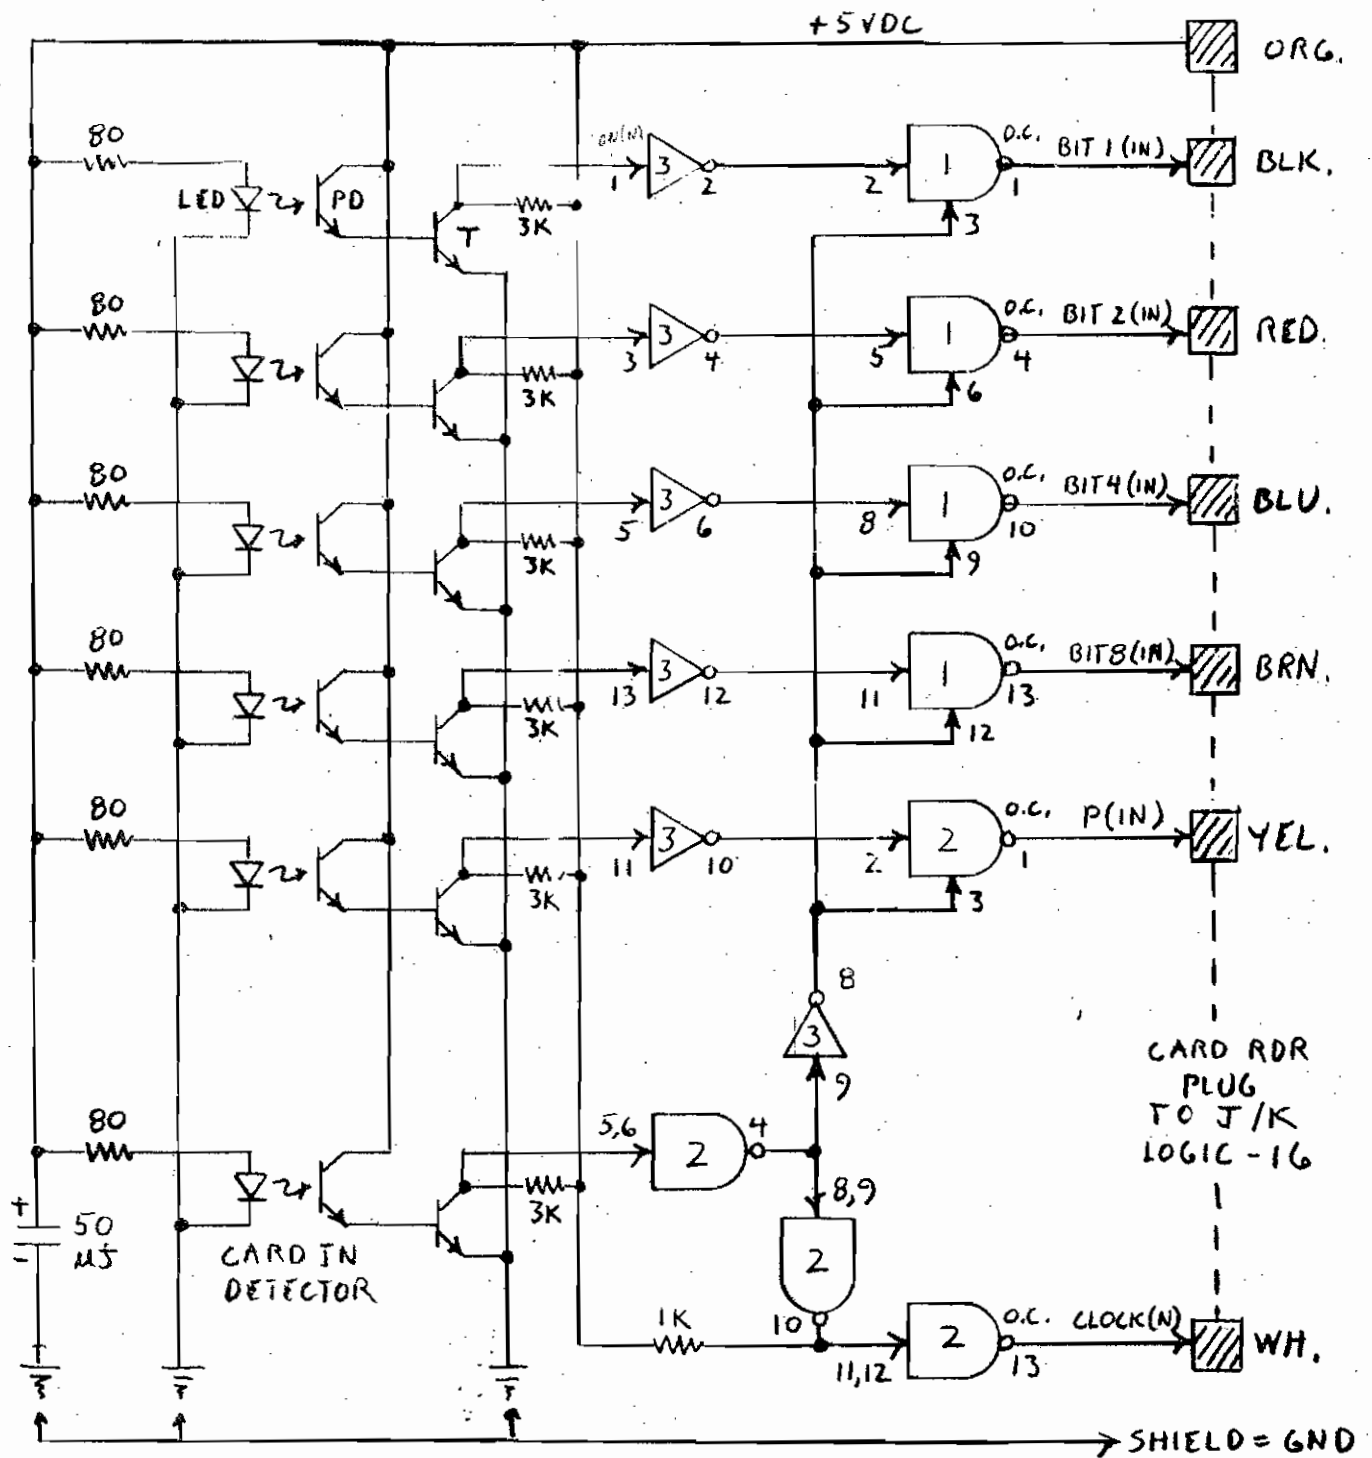 +5VDC
ORG.
80
ON(N)
1
3
2
2
1
O.C.
1
BIT 1(IN)
BLK.
LED
PD
T
3K
3
80
3
3
4
5
1
O.C.
4
BIT 2(IN)
RED.
3K
6
80
5
3
6
8
1
O.C.
10
BIT4(IN)
BLU.
3K
9
80
13
3
12
11
1
O.C.
13
BIT8(IN)
BRN.
3K
12
80
11
3
10
2
2
O.C.
1
P(IN)
YEL.
3K
3
8
3
9
CARD RDR
PLUG
TO J/K
LOGIC-16
80
5,6
2
4
3K
8,9
2
10
+
50
µf
-
CARD IN
DETECTOR
1K
11,12
2
O.C.
13
CLOCK(N)
WH.
SHIELD = GND